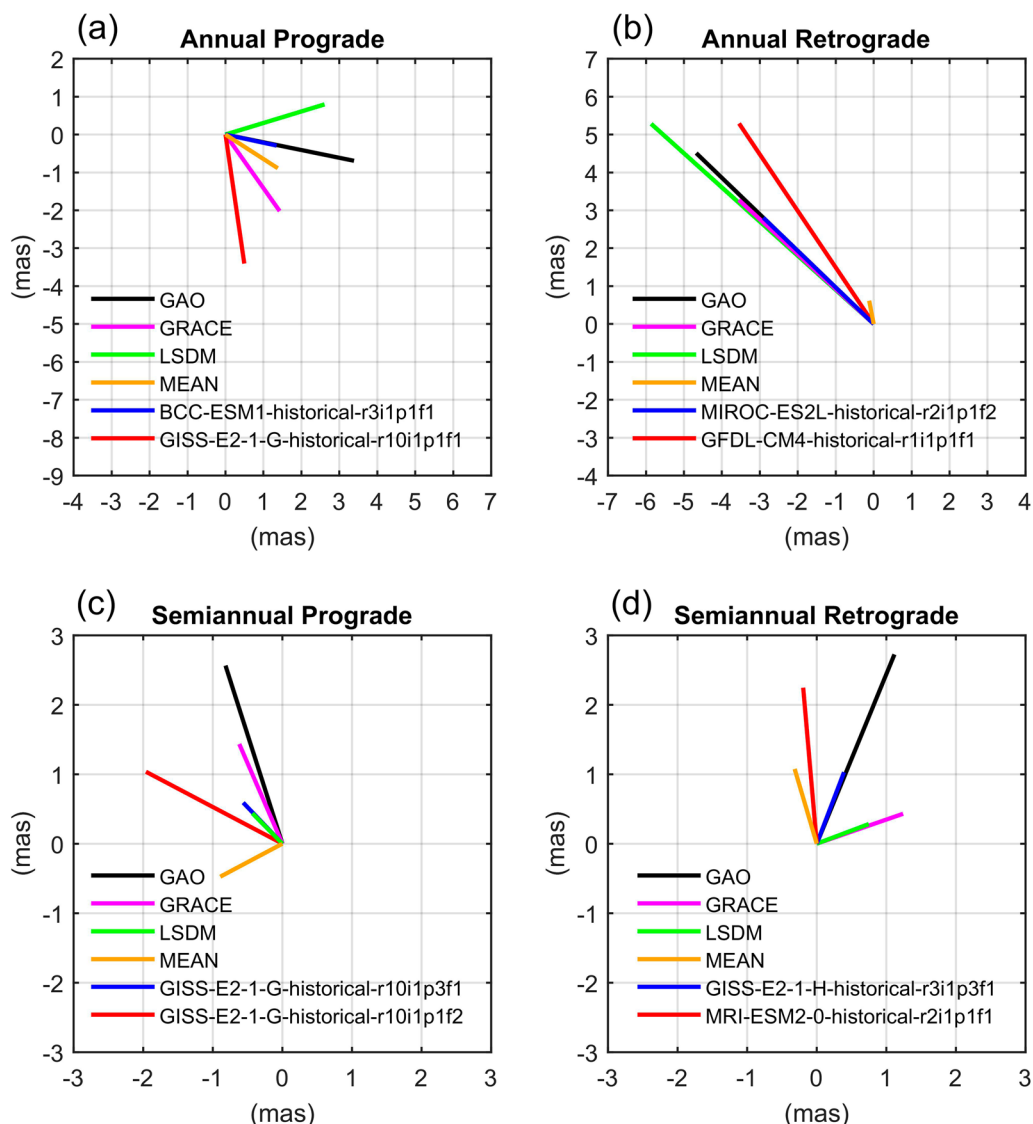 (a)
Annual Prograde
2
1
0
-1
-2
-3
-4
-5
-6
-7
-8
-9
(mas)
GAO
GRACE
LSDM
MEAN
BCC-ESM1-historical-r3i1p1f1
GISS-E2-1-G-historical-r10i1p1f1
-4 -3 -2 -1 0 1 2 3 4 5 6 7
(mas)
(b)
Annual Retrograde
7
6
5
4
3
2
1
0
-1
-2
-3
-4
(mas)
GAO
GRACE
LSDM
MEAN
MIROC-ES2L-historical-r2i1p1f2
GFDL-CM4-historical-r1i1p1f1
-7 -6 -5 -4 -3 -2 -1 0 1 2 3 4
(mas)
(c)
Semiannual Prograde
3
2
1
0
-1
-2
-3
(mas)
GAO
GRACE
LSDM
MEAN
GISS-E2-1-G-historical-r10i1p3f1
GISS-E2-1-G-historical-r10i1p1f2
-3 -2 -1 0 1 2 3
(mas)
(d)
Semiannual Retrograde
3
2
1
0
-1
-2
-3
(mas)
GAO
GRACE
LSDM
MEAN
GISS-E2-1-H-historical-r3i1p3f1
MRI-ESM2-0-historical-r2i1p1f1
-3 -2 -1 0 1 2 3
(mas)